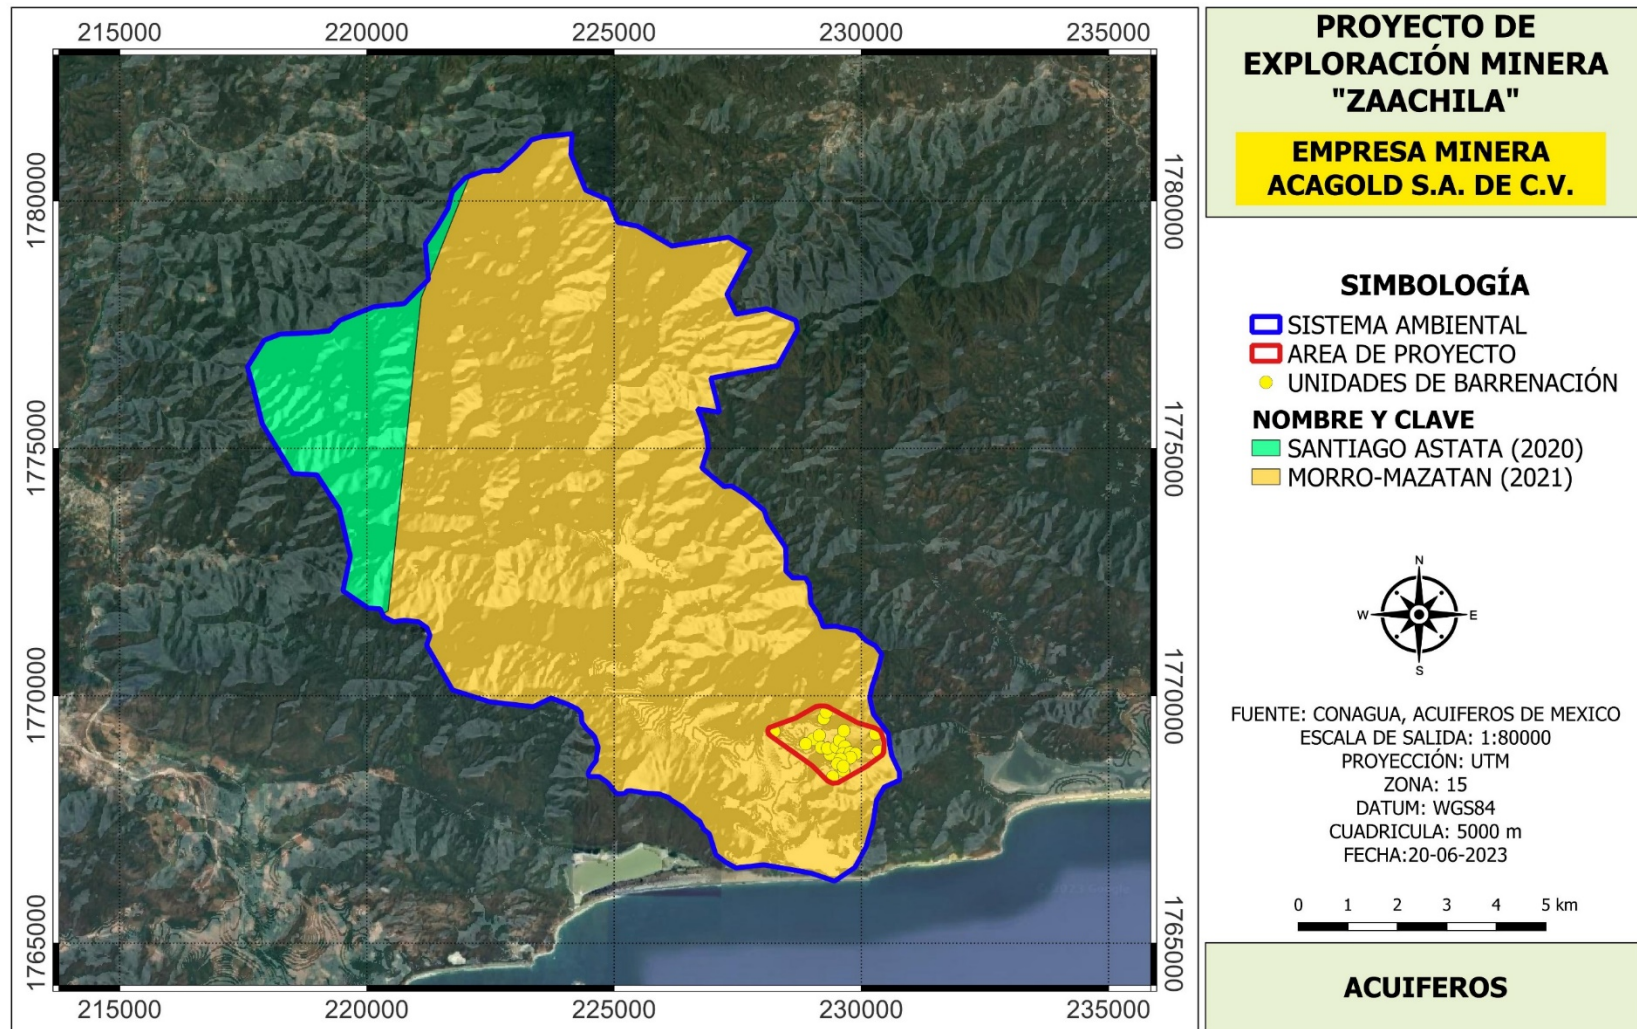 215000
220000
225000
230000
235000
1780000
1775000
1770000
1765000
1780000
1775000
1770000
1765000
215000
220000
225000
230000
235000
PROYECTO DE
EXPLORACIÓN MINERA
"ZAACHILA"
EMPRESA MINERA
ACAGOLD S.A. DE C.V.
SIMBOLOGÍA
SISTEMA AMBIENTAL
AREA DE PROYECTO
UNIDADES DE BARRENACIÓN
NOMBRE Y CLAVE
SANTIAGO ASTATA (2020)
MORRO-MAZATAN (2021)
N
W E
S
FUENTE: CONAGUA, ACUIFEROS DE MEXICO
ESCALA DE SALIDA: 1:80000
PROYECCIÓN: UTM
ZONA: 15
DATUM: WGS84
CUADRICULA: 5000 m
FECHA:20-06-2023
0 1 2 3 4 5 km
ACUIFEROS